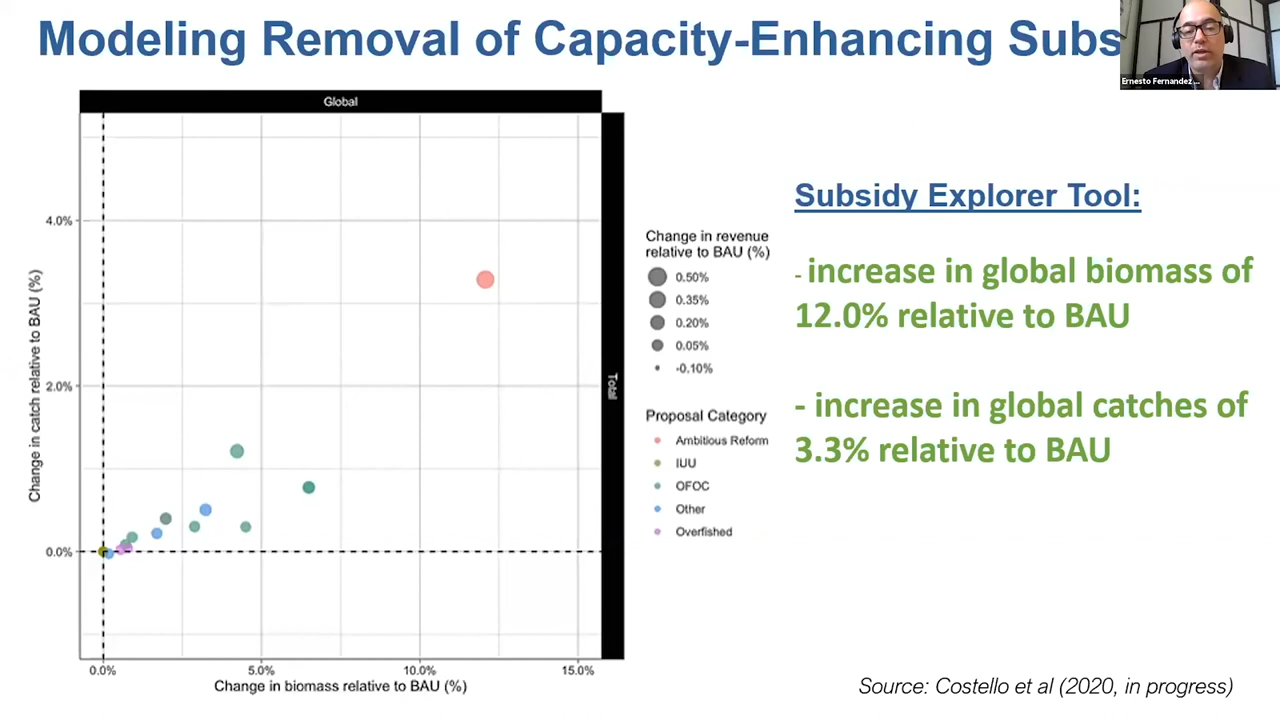 Modeling Removal of Capacity-Enhancing Subs
Ernesto Fernandez ...
Global
Total
4.0%
2.0%
0.0%
Change in catch relative to BAU (%)
0.0%
5.0%
10.0%
15.0%
Change in biomass relative to BAU (%)
Change in revenue
relative to BAU (%)
0.50%
0.35%
0.20%
0.05%
-0.10%
Proposal Category
Ambitious Reform
IUU
OFOC
Other
Overfished
Subsidy Explorer Tool:
- increase in global biomass of
12.0% relative to BAU
- increase in global catches of
3.3% relative to BAU
Source: Costello et al (2020, in progress)